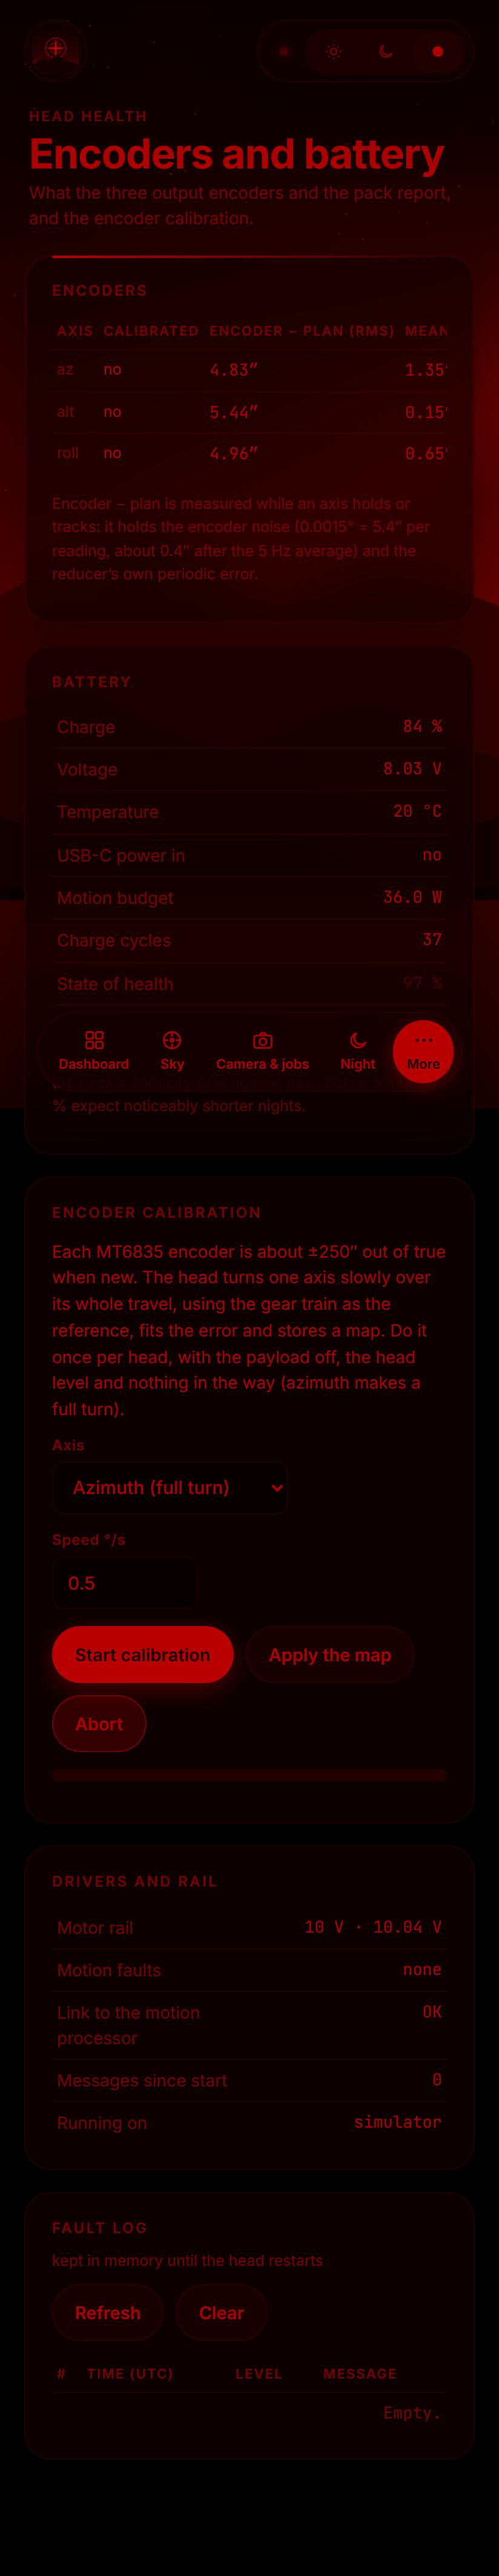 HEAD HEALTH
Encoders and battery
What the three output encoders and the pack report,
and the encoder calibration.
ENCODERS
AXIS CALIBRATED ENCODER − PLAN (RMS) MEAN
az no 4.83″ 1.35″
alt no 5.44″ 0.15″
roll no 4.96″ 0.65″
Encoder − plan is measured while an axis holds or
tracks: it holds the encoder noise (0.0015° = 5.4″ per
reading, about 0.4″ after the 5 Hz average) and the
reducer's own periodic error.
BATTERY
Charge 84 %
Voltage 8.03 V
Temperature 20 °C
USB-C power in no
Motion budget 36.0 W
Charge cycles 37
State of health 97 %
Dashboard Sky Camera & jobs Night More
% expect noticeably shorter nights.
ENCODER CALIBRATION
Each MT6835 encoder is about ±250″ out of true
when new. The head turns one axis slowly over
its whole travel, using the gear train as the
reference, fits the error and stores a map. Do it
once per head, with the payload off, the head
level and nothing in the way (azimuth makes a
full turn).
Axis
Azimuth (full turn)
Speed °/s
0.5
Start calibration Apply the map
Abort
DRIVERS AND RAIL
Motor rail 10 V · 10.04 V
Motion faults none
Link to the motion OK
processor
Messages since start 0
Running on simulator
FAULT LOG
kept in memory until the head restarts
Refresh Clear
# TIME (UTC) LEVEL MESSAGE
Empty.